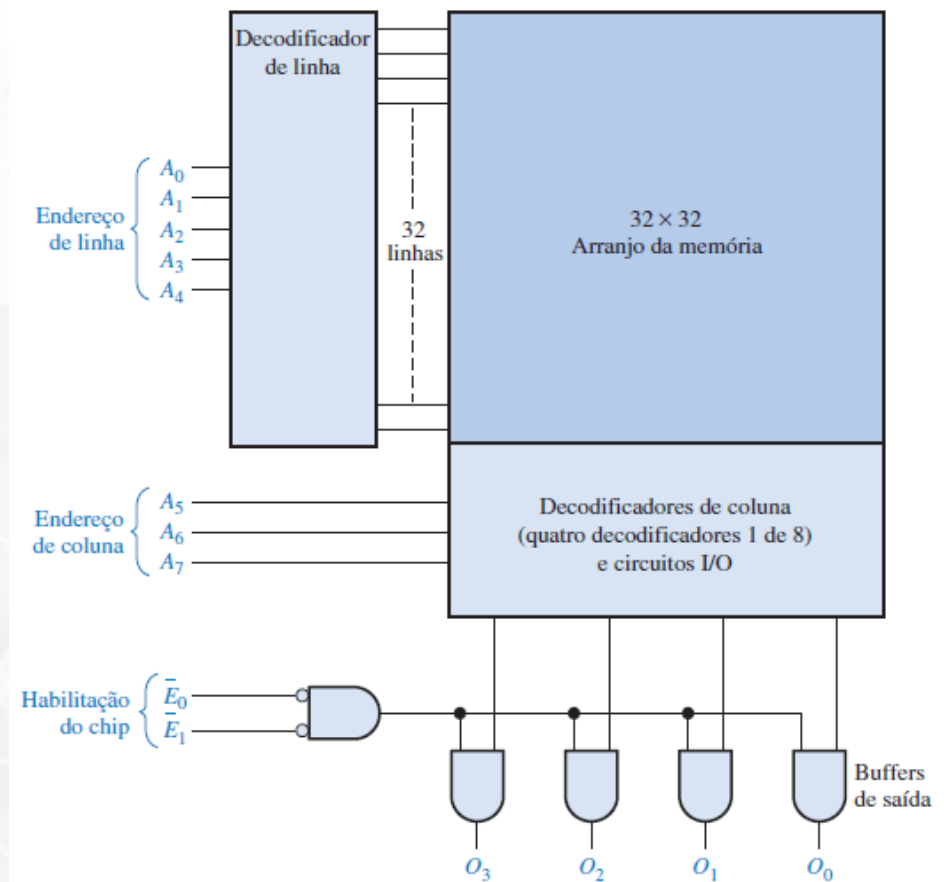 Decodificador
de linha
A₀
A₁
A₂
A₃
A₄
Endereço
de linha
32
linhas
32 × 32
Arranjo da memória
A₅
A₆
A₇
Endereço
de coluna
Decodificadores de coluna
(quatro decodificadores 1 de 8)
e circuitos I/O
Habilitação
do chip
E̅₀
E̅₁
Buffers
de saída
O₃
O₂
O₁
O₀